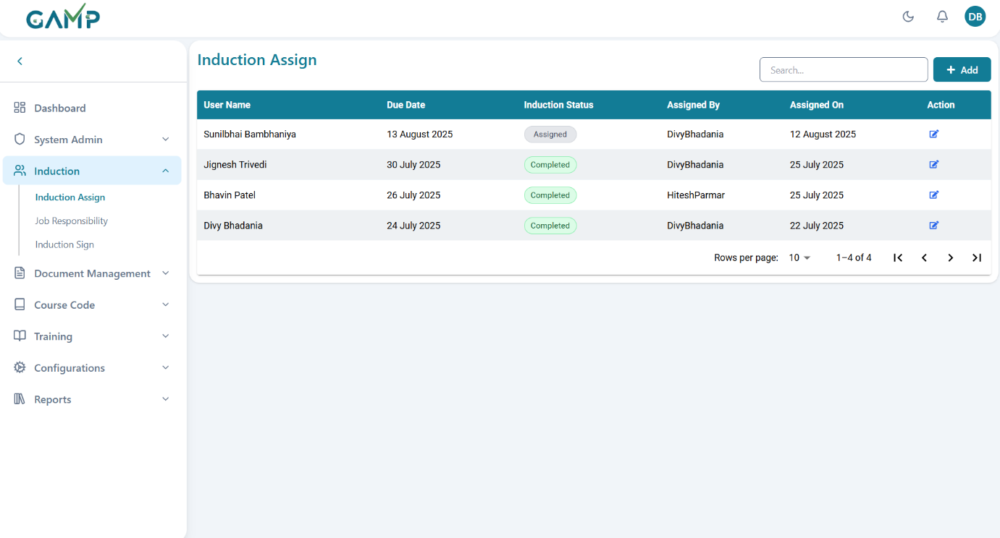 GAMP
DB
Induction Assign
Search...
Add
Dashboard
System Admin
Induction
Induction Assign
Job Responsibility
Induction Sign
Document Management
Course Code
Training
Configurations
Reports
User Name Due Date Induction Status Assigned By Assigned On Action
Sunilbhai Bambhaniya 13 August 2025 Assigned DivyBhadania 12 August 2025
Jignesh Trivedi 30 July 2025 Completed DivyBhadania 25 July 2025
Bhavin Patel 26 July 2025 Completed HiteshParmar 25 July 2025
Divy Bhadania 24 July 2025 Completed DivyBhadania 22 July 2025
Rows per page: 10 1–4 of 4